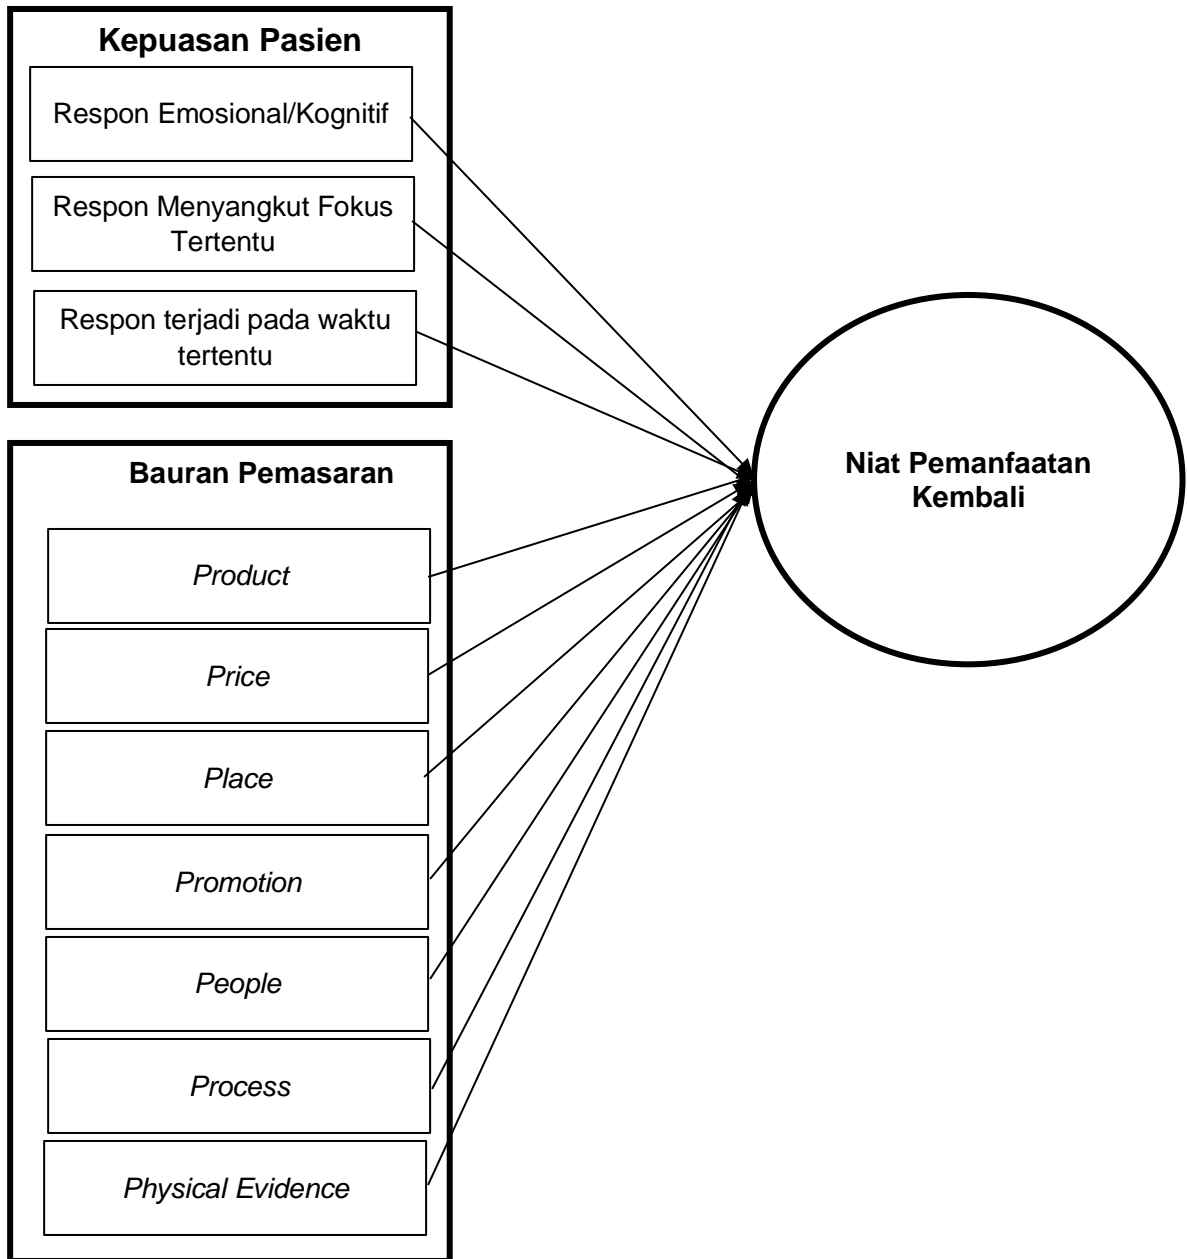 Kepuasan Pasien
Respon Emosional/Kognitif
Respon Menyangkut Fokus
Tertentu
Respon terjadi pada waktu
tertentu
Bauran Pemasaran
Product
Price
Place
Promotion
People
Process
Physical Evidence
Niat Pemanfaatan
Kembali